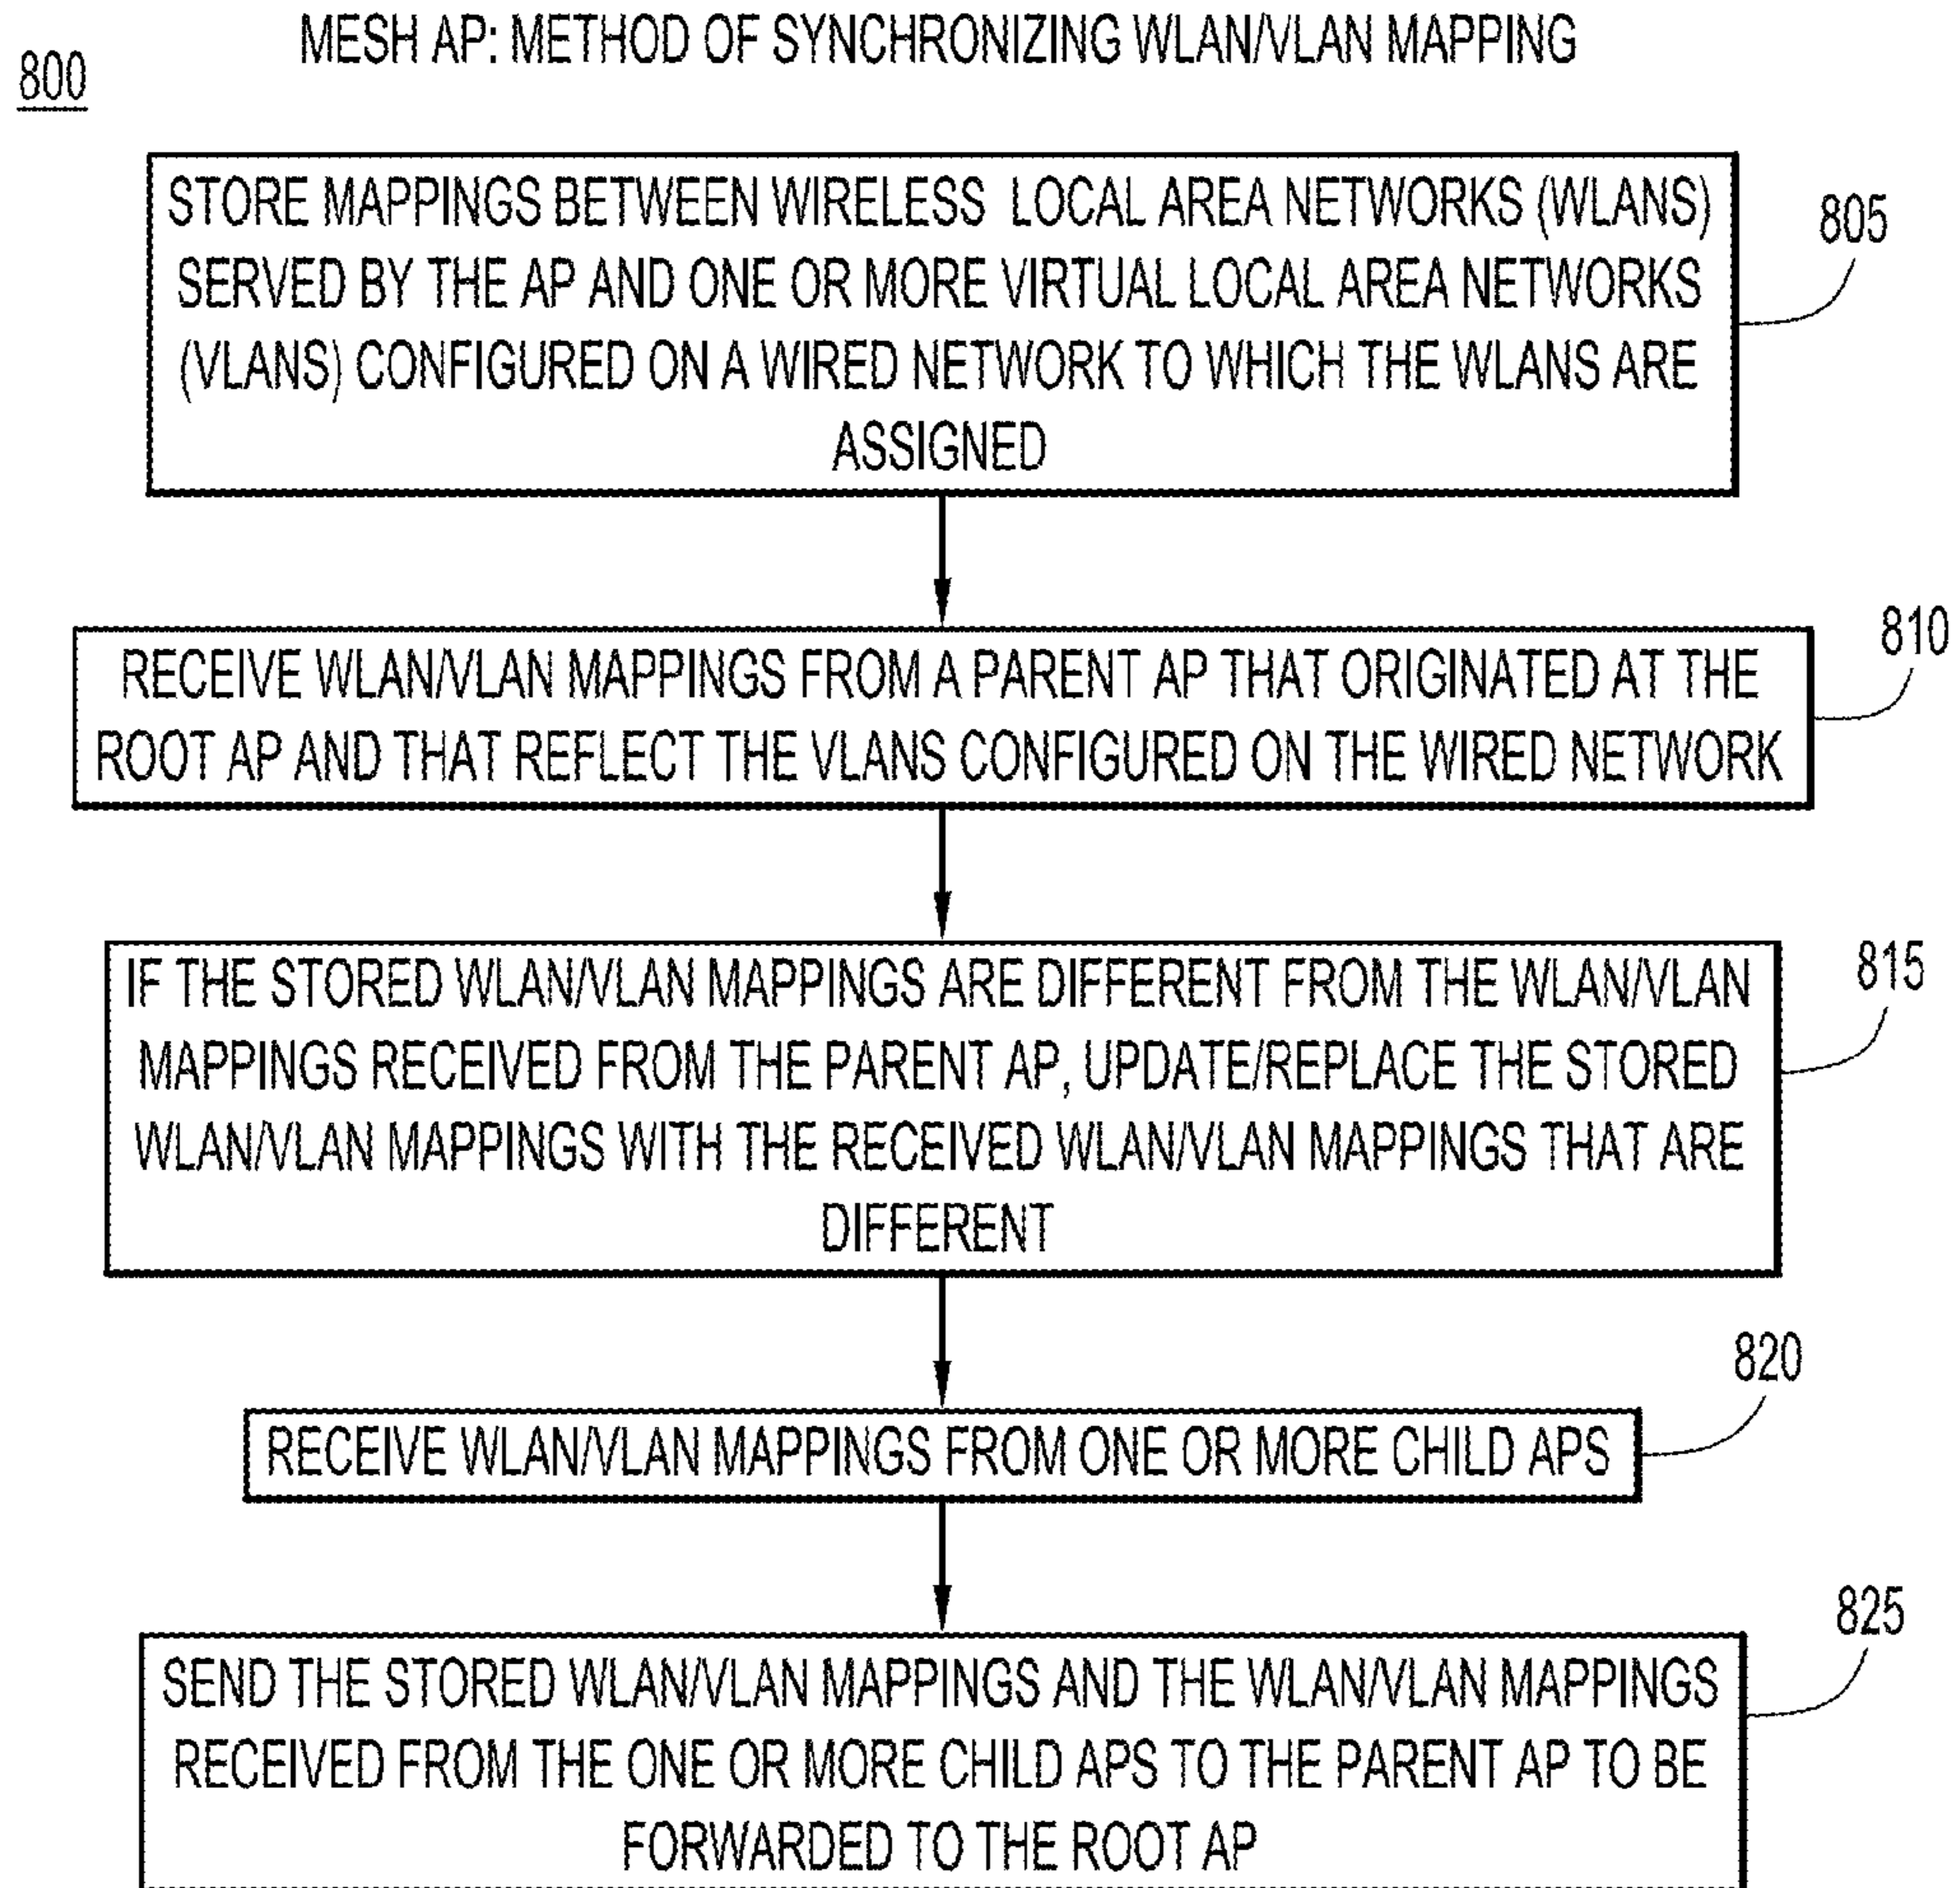 MESH AP: METHOD OF SYNCHRONIZING WLAN/VLAN MAPPING
800
STORE MAPPINGS BETWEEN WIRELESS LOCAL AREA NETWORKS (WLANS)
SERVED BY THE AP AND ONE OR MORE VIRTUAL LOCAL AREA NETWORKS
(VLANS) CONFIGURED ON A WIRED NETWORK TO WHICH THE WLANS ARE
ASSIGNED
805
RECEIVE WLAN/VLAN MAPPINGS FROM A PARENT AP THAT ORIGINATED AT THE
ROOT AP AND THAT REFLECT THE VLANS CONFIGURED ON THE WIRED NETWORK
810
IF THE STORED WLAN/VLAN MAPPINGS ARE DIFFERENT FROM THE WLAN/VLAN
MAPPINGS RECEIVED FROM THE PARENT AP, UPDATE/REPLACE THE STORED
WLAN/VLAN MAPPINGS WITH THE RECEIVED WLAN/VLAN MAPPINGS THAT ARE
DIFFERENT
815
RECEIVE WLAN/VLAN MAPPINGS FROM ONE OR MORE CHILD APS
820
SEND THE STORED WLAN/VLAN MAPPINGS AND THE WLAN/VLAN MAPPINGS
RECEIVED FROM THE ONE OR MORE CHILD APS TO THE PARENT AP TO BE
FORWARDED TO THE ROOT AP
825